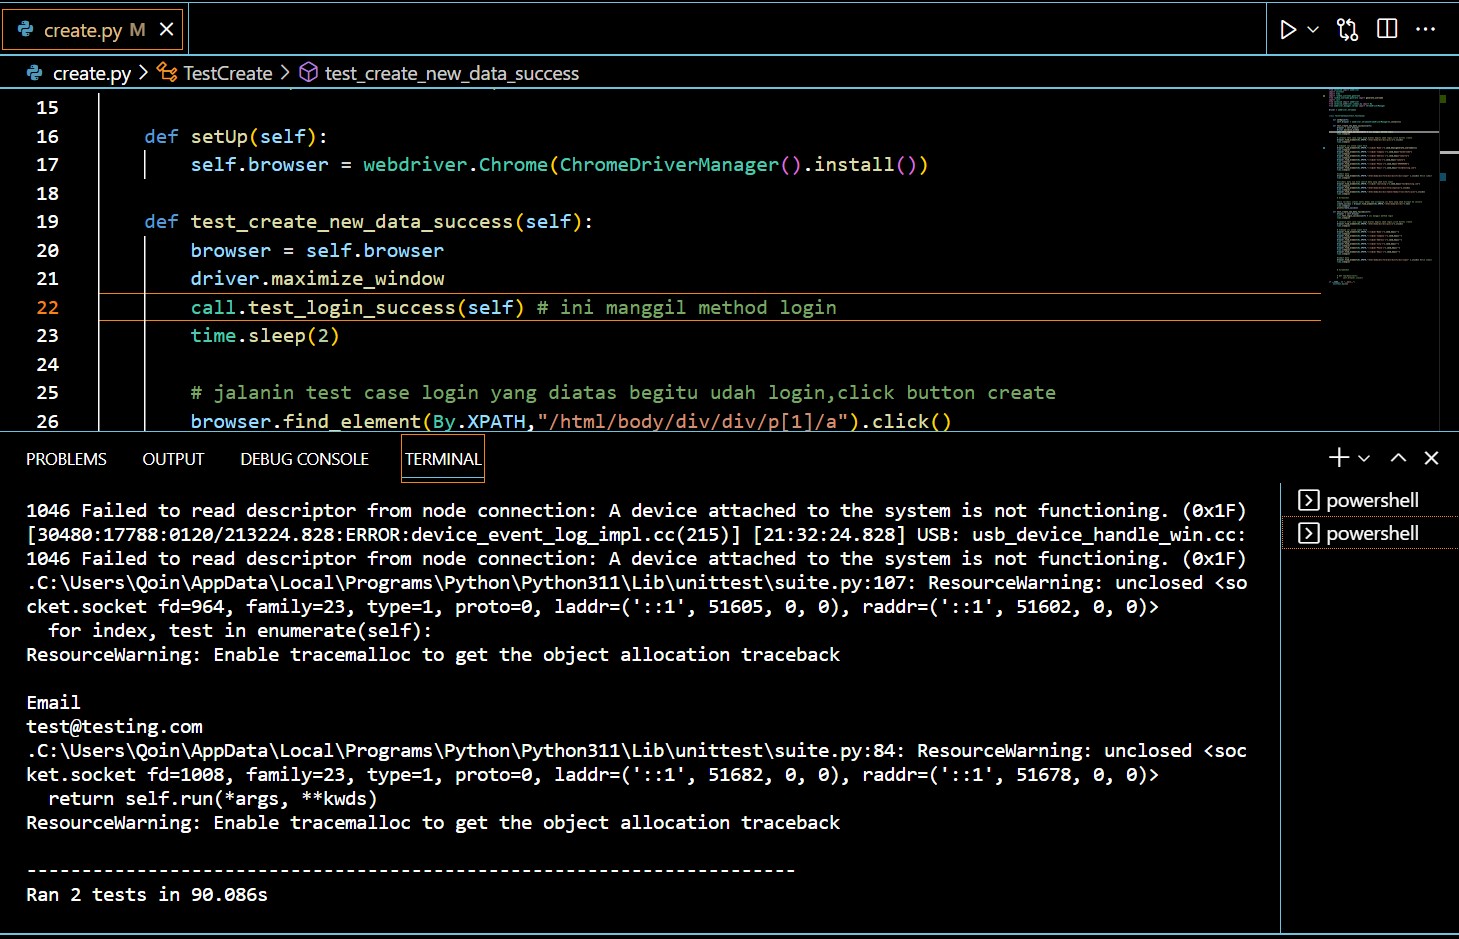 create.py M
create.py > TestCreate > test_create_new_data_success
15
16 def setUp(self):
17 self.browser = webdriver.Chrome(ChromeDriverManager().install())
18
19 def test_create_new_data_success(self):
20 browser = self.browser
21 driver.maximize_window
22 call.test_login_success(self) # ini manggil method login
23 time.sleep(2)
24
25 # jalanin test case login yang diatas begitu udah login,click button create
26 browser.find_element(By.XPATH,"/html/body/div/div/p[1]/a").click()
PROBLEMS OUTPUT DEBUG CONSOLE TERMINAL
1046 Failed to read descriptor from node connection: A device attached to the system is not functioning. (0x1F)
[30480:17788:0120/213224.828:ERROR:device_event_log_impl.cc(215)] [21:32:24.828] USB: usb_device_handle_win.cc:
1046 Failed to read descriptor from node connection: A device attached to the system is not functioning. (0x1F)
.C:\Users\Qoin\AppData\Local\Programs\Python\Python311\Lib\unittest\suite.py:107: ResourceWarning: unclosed <so
cket.socket fd=964, family=23, type=1, proto=0, laddr=('::1', 51605, 0, 0), raddr=('::1', 51602, 0, 0)>
for index, test in enumerate(self):
ResourceWarning: Enable tracemalloc to get the object allocation traceback
Email
test@testing.com
.C:\Users\Qoin\AppData\Local\Programs\Python\Python311\Lib\unittest\suite.py:84: ResourceWarning: unclosed <soc
ket.socket fd=1008, family=23, type=1, proto=0, laddr=('::1', 51682, 0, 0), raddr=('::1', 51678, 0, 0)>
return self.run(*args, **kwds)
ResourceWarning: Enable tracemalloc to get the object allocation traceback
----------------------------------------------------------------------
Ran 2 tests in 90.086s
powershell
powershell